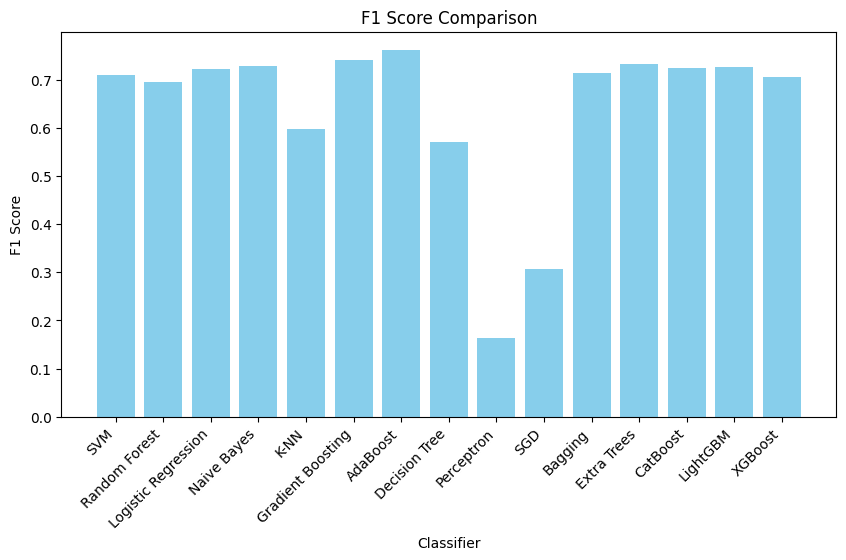 F1 Score Comparison
F1 Score
0.7
0.6
0.5
0.4
0.3
0.2
0.1
0.0
SVM
Random Forest
Logistic Regression
Naive Bayes
K-NN
Gradient Boosting
AdaBoost
Decision Tree
Perceptron
SGD
Bagging
Extra Trees
CatBoost
LightGBM
XGBoost
Classifier